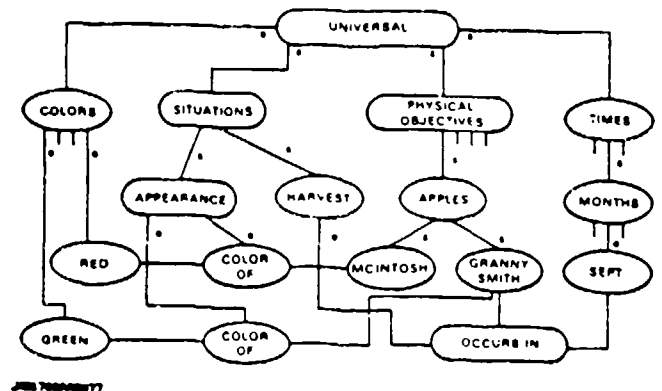 UNIVERSAL
COLORS
SITUATIONS
PHYSICAL
OBJECTIVES
TIMES
APPEARANCE
HARVEST
APPLES
MONTHS
RED
COLOR
OF
MCINTOSH
GRANNY
SMITH
SEPT
GREEN
COLOR
OF
OCCURS IN